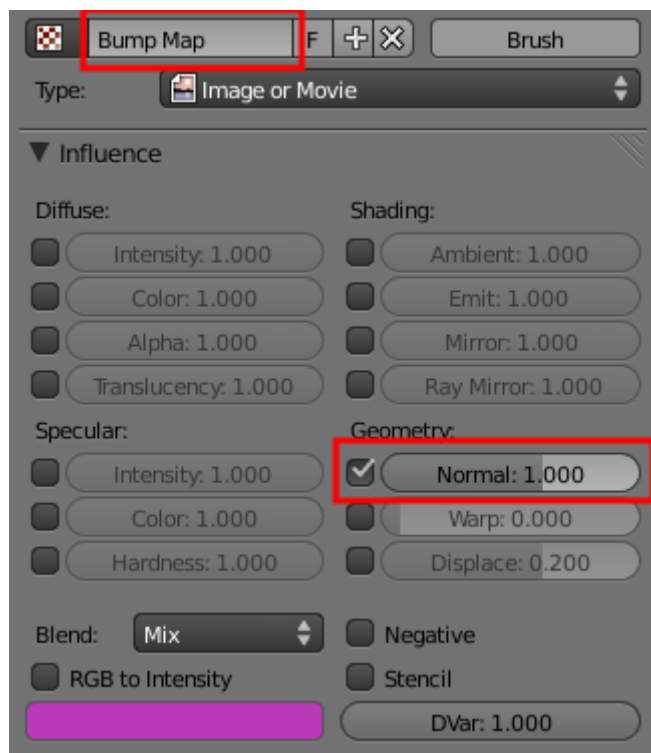 Bump Map F Brush
Type: Image or Movie
Influence
Diffuse: Shading:
Intensity: 1.000 Ambient: 1.000
Color: 1.000 Emit: 1.000
Alpha: 1.000 Mirror: 1.000
Translucency: 1.000 Ray Mirror: 1.000
Specular: Geometry:
Intensity: 1.000 Normal: 1.000
Color: 1.000 Warp: 0.000
Hardness: 1.000 Displace: 0.200
Blend: Mix Negative
RGB to Intensity Stencil
DVar: 1.000